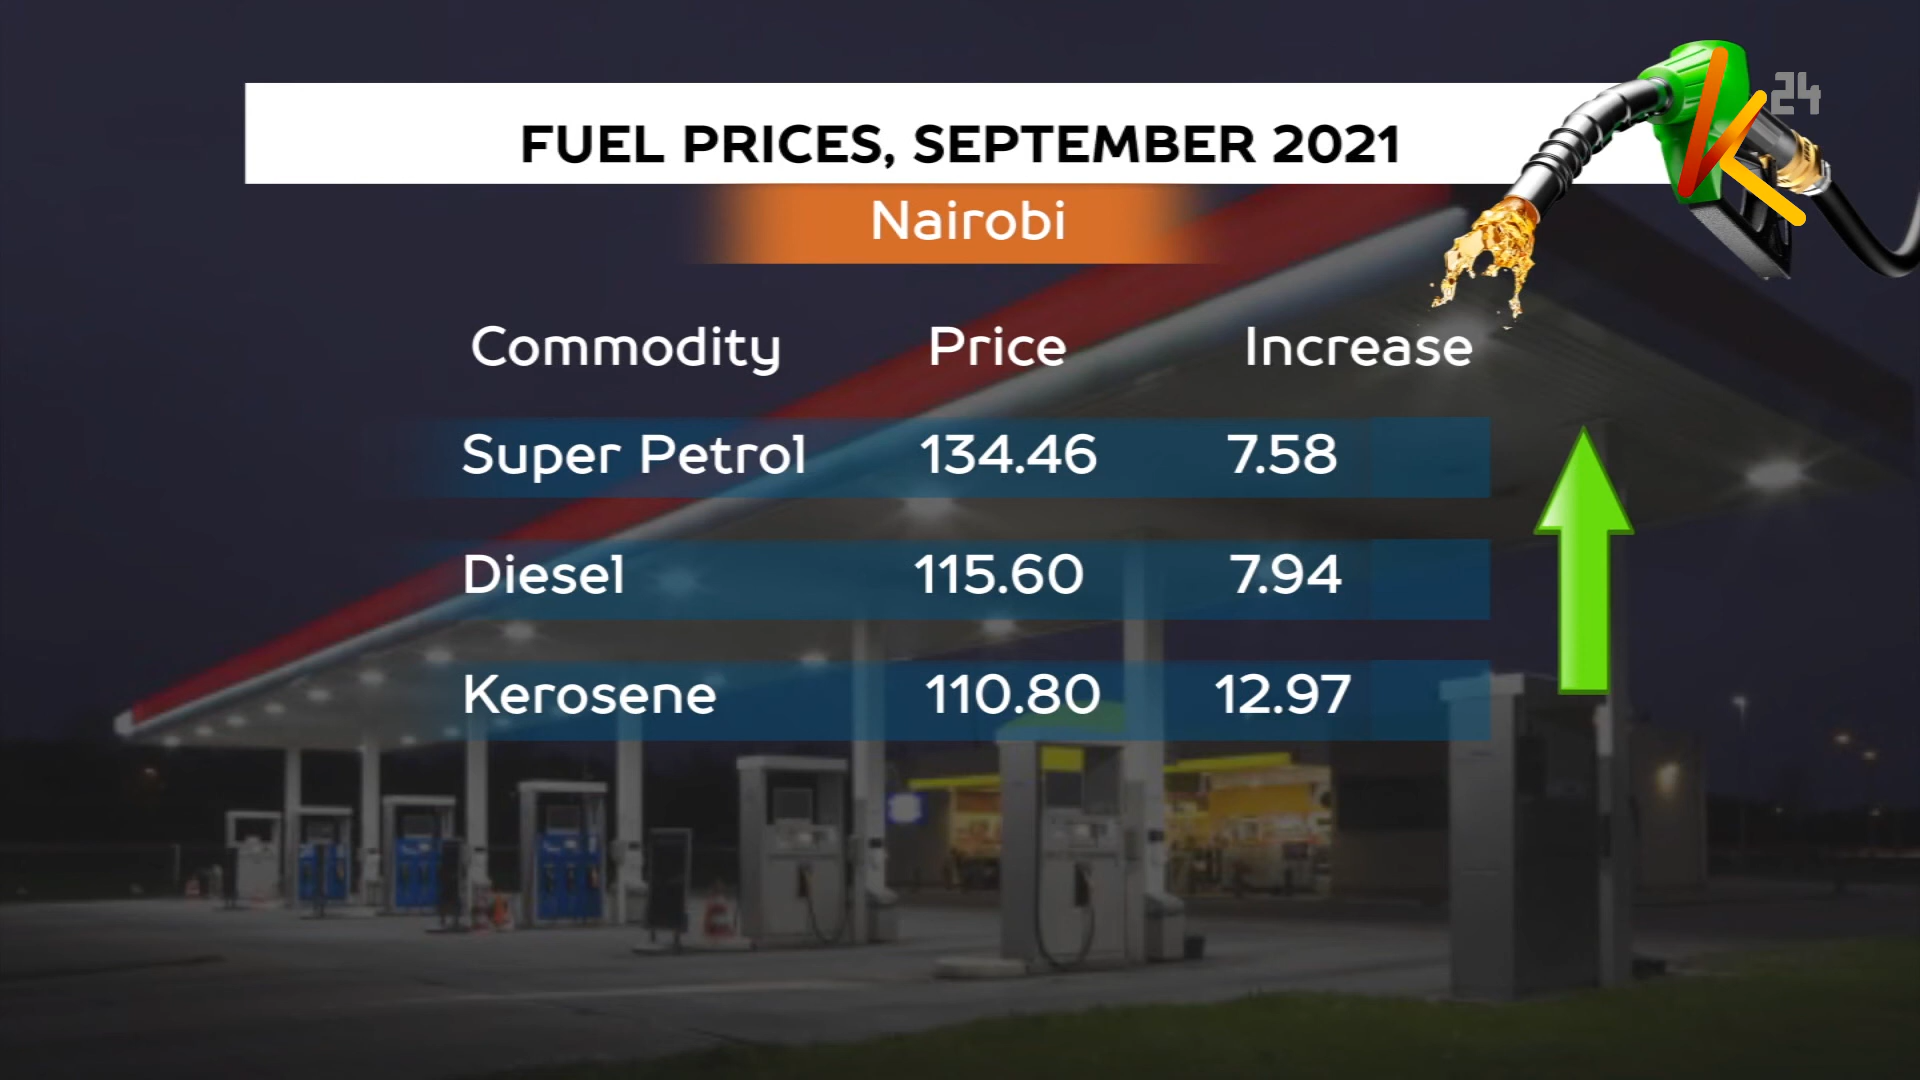 FUEL PRICES, SEPTEMBER 2021
K24
Nairobi
Commodity Price Increase
Super Petrol 134.46 7.58
Diesel 115.60 7.94
Kerosene 110.80 12.97